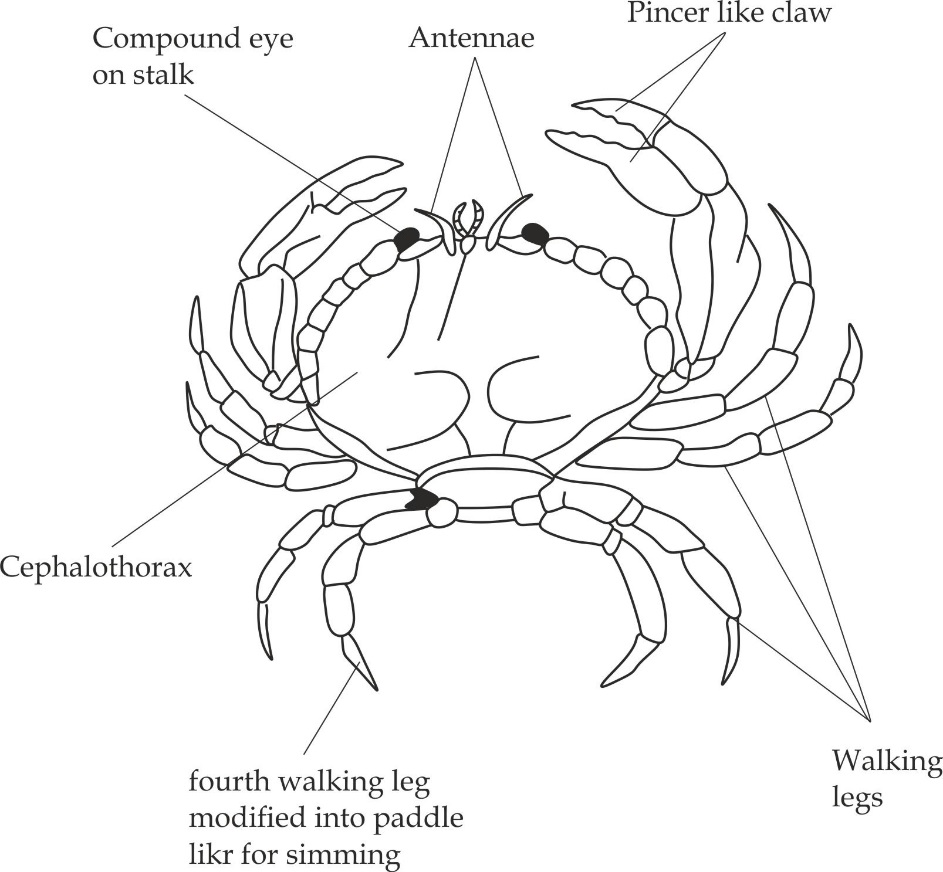 Pincer like claw
Compound eye
on stalk
Antennae
Cephalothorax
Walking
legs
fourth walking leg
modified into paddle
likr for simming